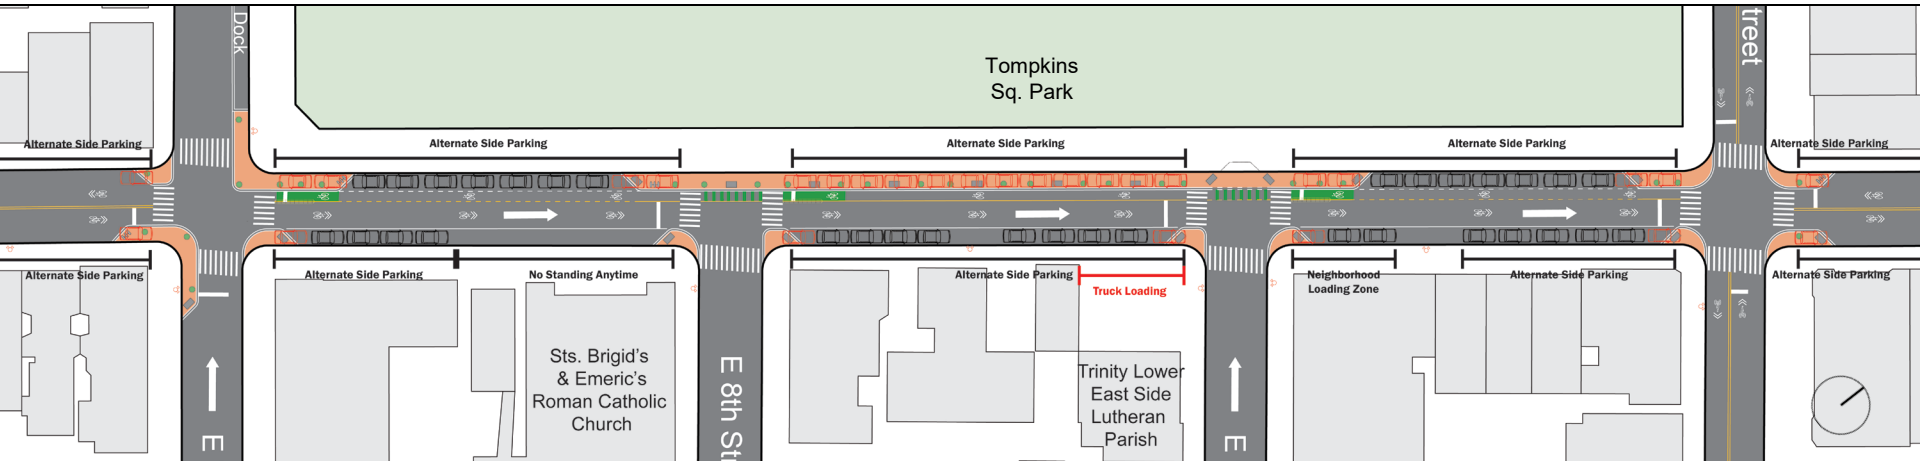 Dock
Tompkins
Sq. Park
treet
Alternate Side Parking
Alternate Side Parking
Alternate Side Parking
Alternate Side Parking
Alternate Side Parking
Alternate Side Parking
Alternate Side Parking
No Standing Anytime
Alternate Side Parking
Truck Loading
Neighborhood
Loading Zone
Alternate Side Parking
Alternate Side Parking
Sts. Brigid's
& Emeric's
Roman Catholic
Church
E 8th Str
Trinity Lower
East Side
Lutheran
Parish
E
E